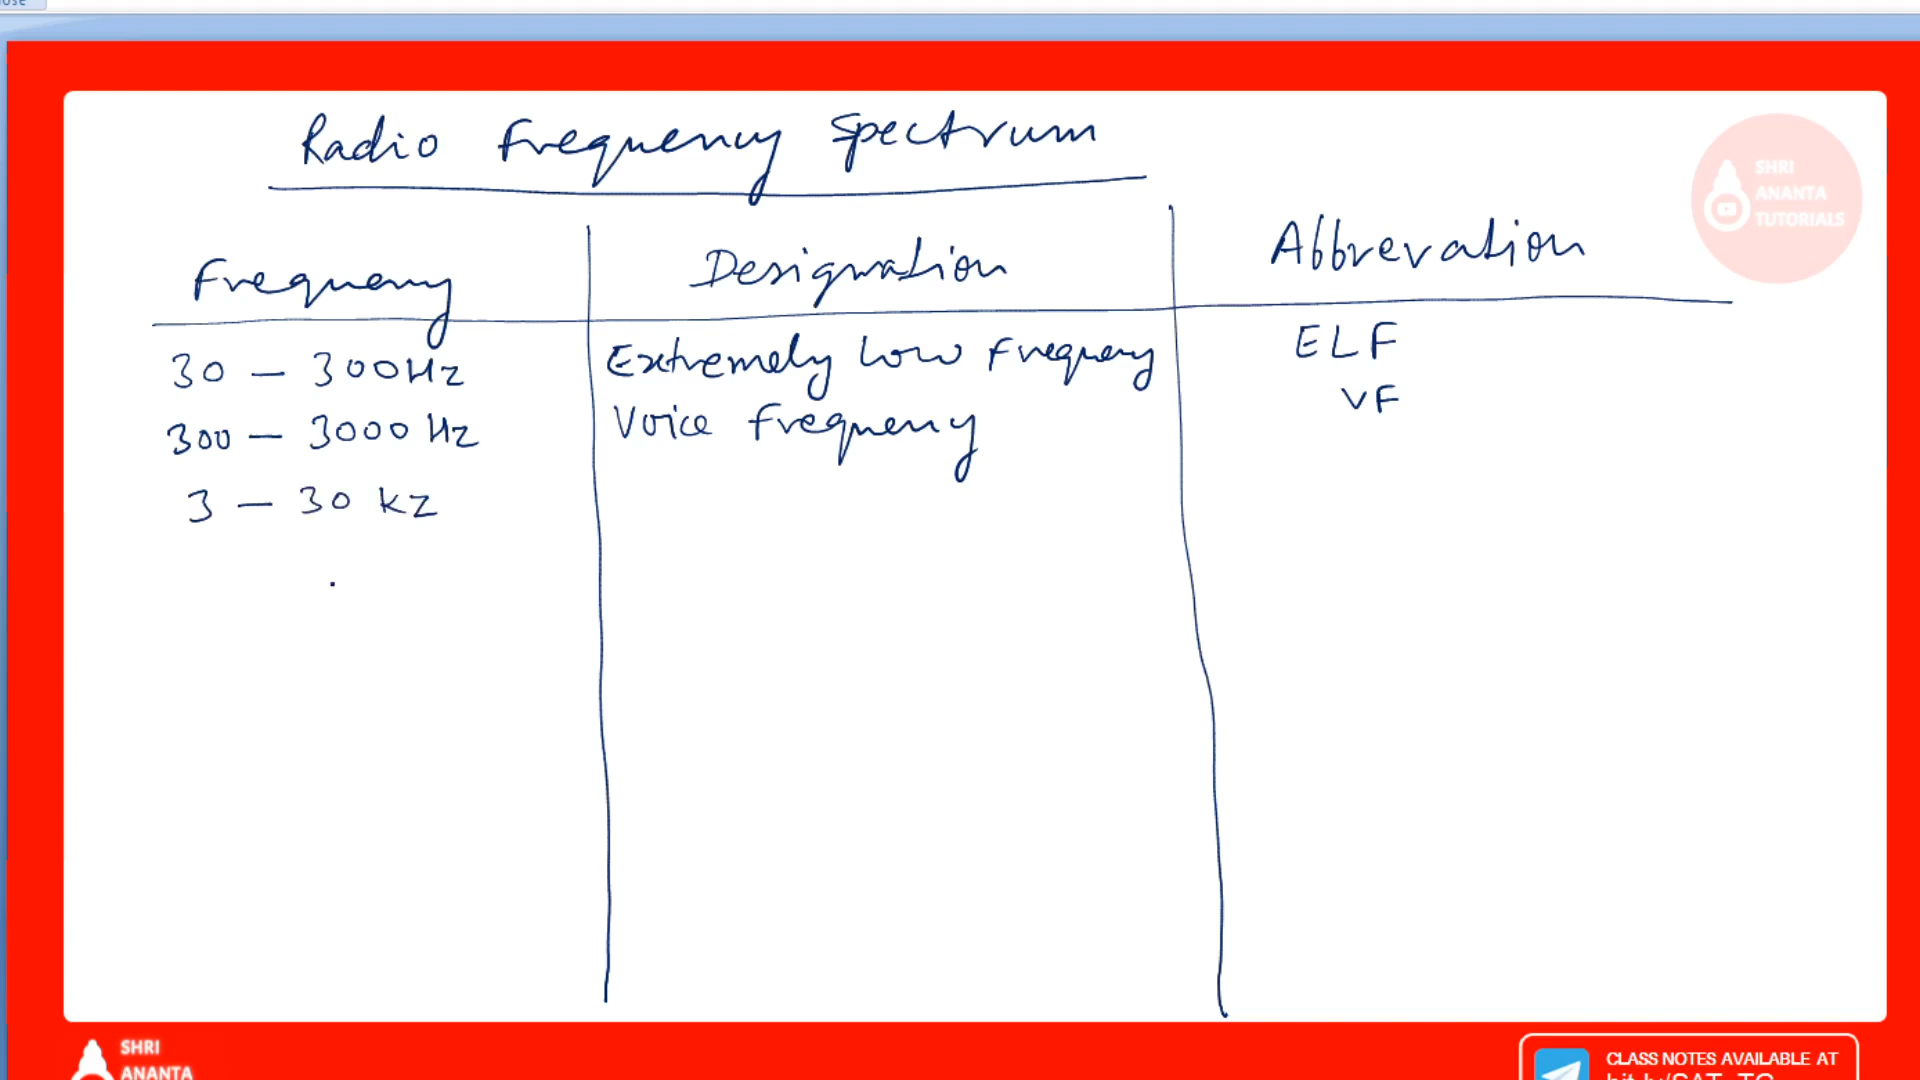 Radio Frequency Spectrum
SHRI
ANANTA
TUTORIALS
Frequency Designation Abbrevation
30 - 300Hz Extremely Low Frequency ELF
300 - 3000 Hz Voice Frequency VF
3 - 30 kz
SHRI
ANANTA
CLASS NOTES AVAILABLE AT